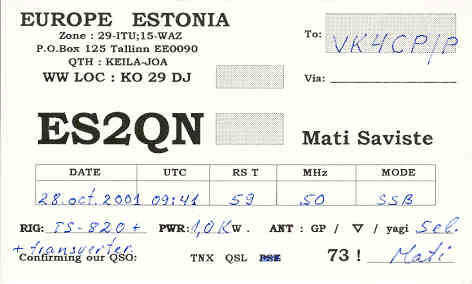 EUROPE ESTONIA
Zone : 29-ITU;15-WAZ
P.O.Box 125 Tallinn EE0090
QTH : KEILA-JOA
WW LOC : KO 29 DJ
To: VK4CP/P
Via:
ES2QN Mati Saviste
DATE UTC RS T MHz MODE
28.oct.2001 09:41 59 50 SSB
RIG: TS-820+ PWR: 1,0K W. ANT : GP / ▽ / yagi 5el.
+ transverter.
Confirming our QSO: TNX QSL PSE 73 ! Mati